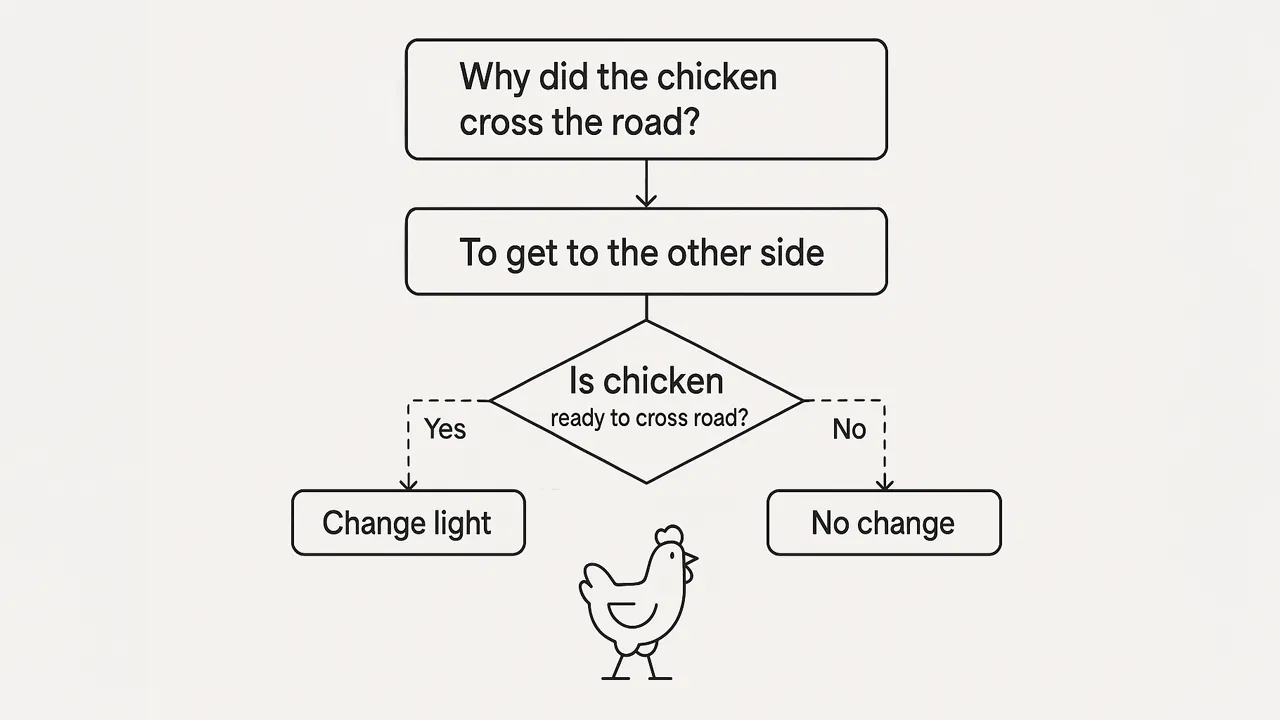 Why did the chicken
cross the road?
To get to the other side
Is chicken
ready to cross road?
Yes
No
Change light
No change